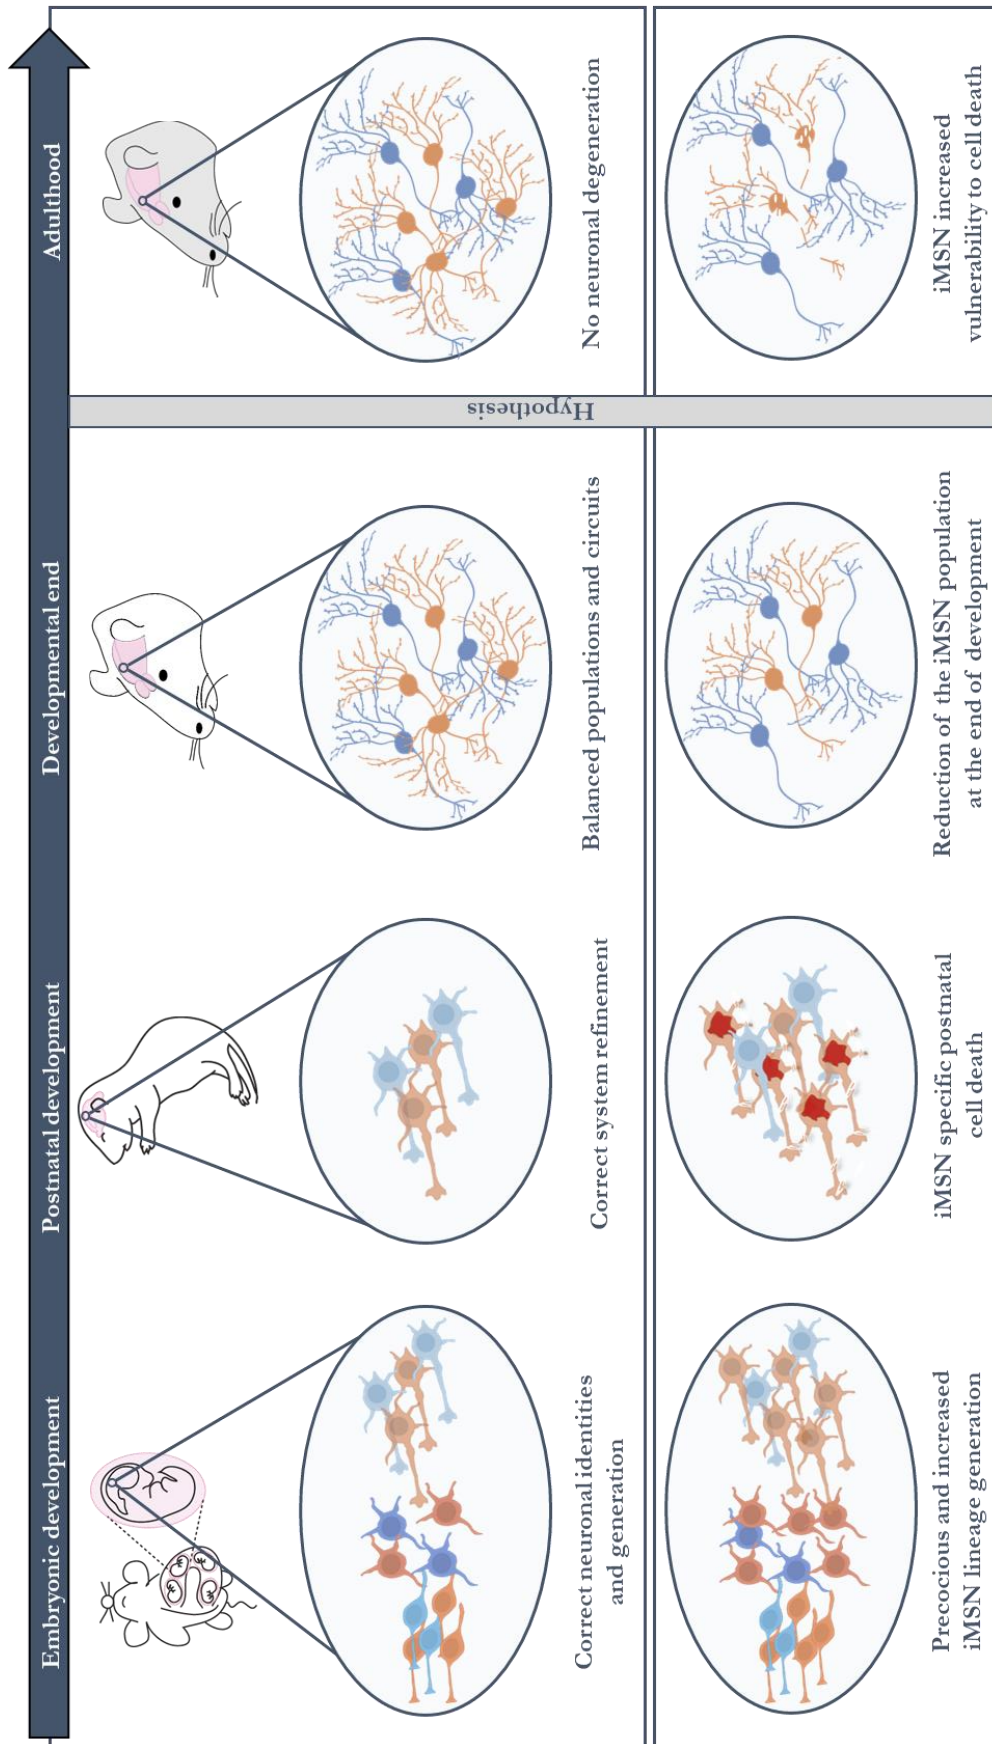 Embryonic development
Postnatal development
Developmental end
Adulthood
Correct neuronal identities
and generation
Correct system refinement
Balanced populations and circuits
Hypothesis
No neuronal degeneration
Precocious and increased
iMSN lineage generation
iMSN specific postnatal
cell death
Reduction of the iMSN population
at the end of development
iMSN increased
vulnerability to cell death